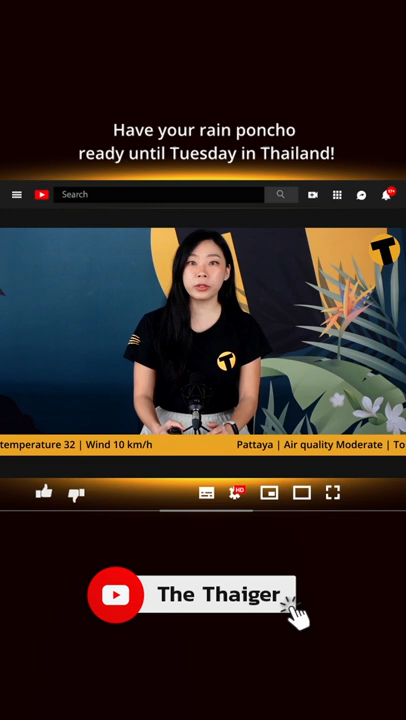 Have your rain poncho
ready until Tuesday in Thailand!
Search
T
T
temperature 32 | Wind 10 km/h
Pattaya | Air quality Moderate | To
HD
The Thaiger